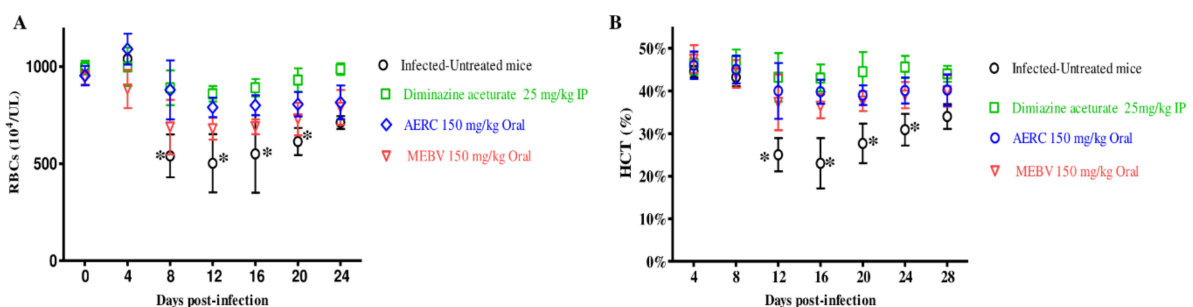 A
RBCs (10⁴/UL)
1000
500
0
0 4 8 12 16 20 24
Days post-infection
* * * *
Infected-Untreated mice
Diminazine aceturate 25 mg/kg IP
AERC 150 mg/kg Oral
MEBV 150 mg/kg Oral
B
HCT (%)
50%
40%
30%
20%
10%
0%
4 8 12 16 20 24 28
Days post-infection
* * * *
Infected-Untreated mice
Dimiazine aceturate 25mg/kg IP
AERC 150 mg/kg Oral
MEBV 150 mg/kg Oral